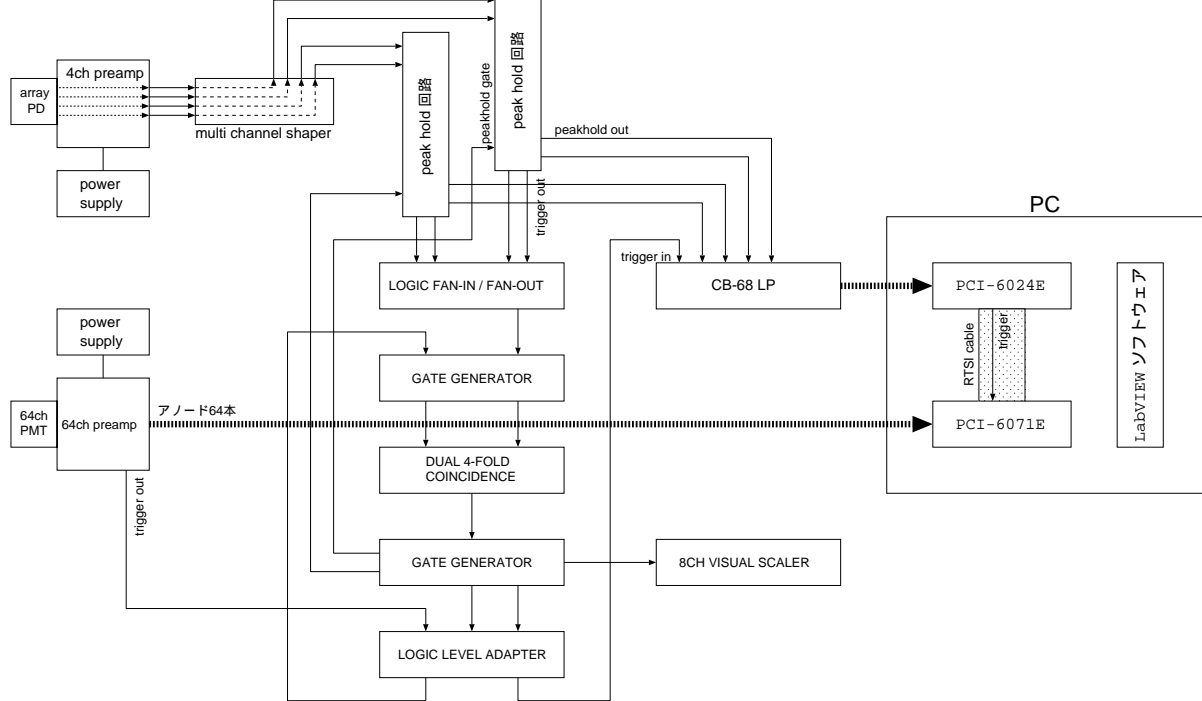 4ch preamp
array
PD
multi channel shaper
power
supply
peak hold 回路
peakhold gate
peak hold 回路
peakhold out
trigger out
trigger in
LOGIC FAN-IN / FAN-OUT
CB-68 LP
PC
PCI-6024E
RTSI cable
trigger
PCI-6071E
LabVIEW ソフトウェア
power
supply
64ch
PMT
64ch preamp
アノード64本
trigger out
GATE GENERATOR
DUAL 4-FOLD
COINCIDENCE
GATE GENERATOR
8CH VISUAL SCALER
LOGIC LEVEL ADAPTER